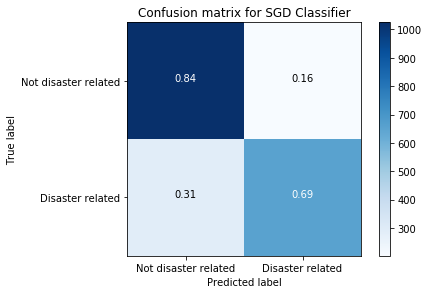 Confusion matrix for SGD Classifier
True label
Not disaster related
Disaster related
0.84
0.16
0.31
0.69
Not disaster related
Disaster related
Predicted label
1000
900
800
700
600
500
400
300